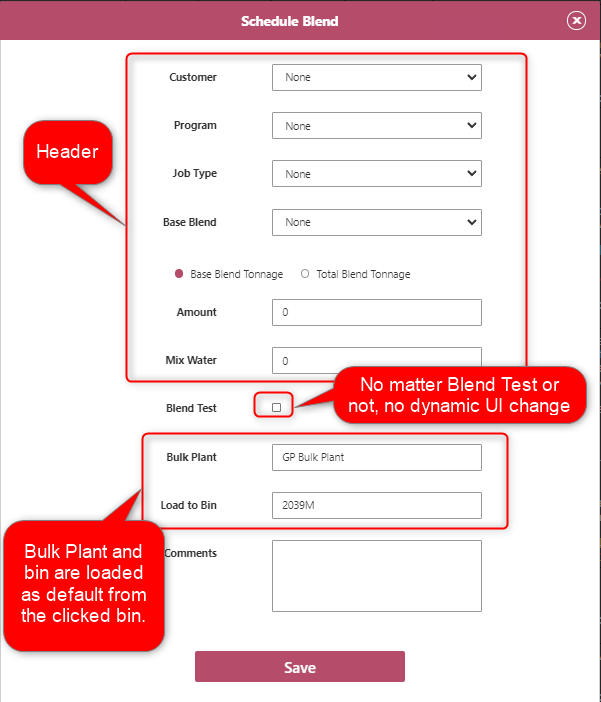 Schedule Blend
Customer None
Program None
Header
Job Type None
Base Blend None
Base Blend Tonnage Total Blend Tonnage
Amount 0
Mix Water 0
No matter Blend Test or
not, no dynamic UI change
Blend Test
Bulk Plant GP Bulk Plant
Load to Bin 2039M
Bulk Plant and
bin are loaded
as default from
the clicked bin.
Comments
Save